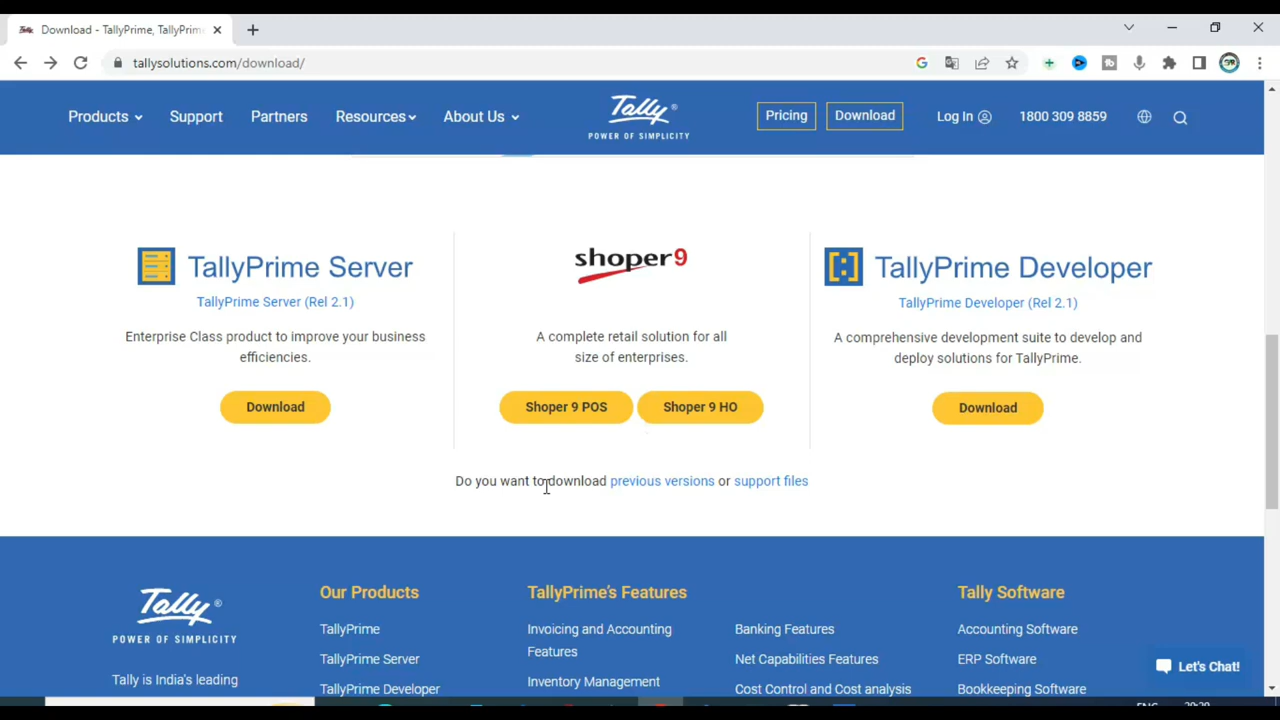 Download - TallyPrime, TallyPrim
tallysolutions.com/download/
Products
Support
Partners
Resources
About Us
Tally®
POWER OF SIMPLICITY
Pricing
Download
Log In
1800 309 8859
TallyPrime Server
TallyPrime Server (Rel 2.1)
Enterprise Class product to improve your business
efficiencies.
Download
shoper9
A complete retail solution for all
size of enterprises.
Shoper 9 POS
Shoper 9 HO
TallyPrime Developer
TallyPrime Developer (Rel 2.1)
A comprehensive development suite to develop and
deploy solutions for TallyPrime.
Download
Do you want to download previous versions or support files
Tally®
POWER OF SIMPLICITY
Tally is India's leading
Our Products
TallyPrime
TallyPrime Server
TallyPrime Developer
TallyPrime's Features
Invoicing and Accounting
Features
Inventory Management
Banking Features
Net Capabilities Features
Cost Control and Cost analysis
Tally Software
Accounting Software
ERP Software
Bookkeeping Software
Let's Chat!